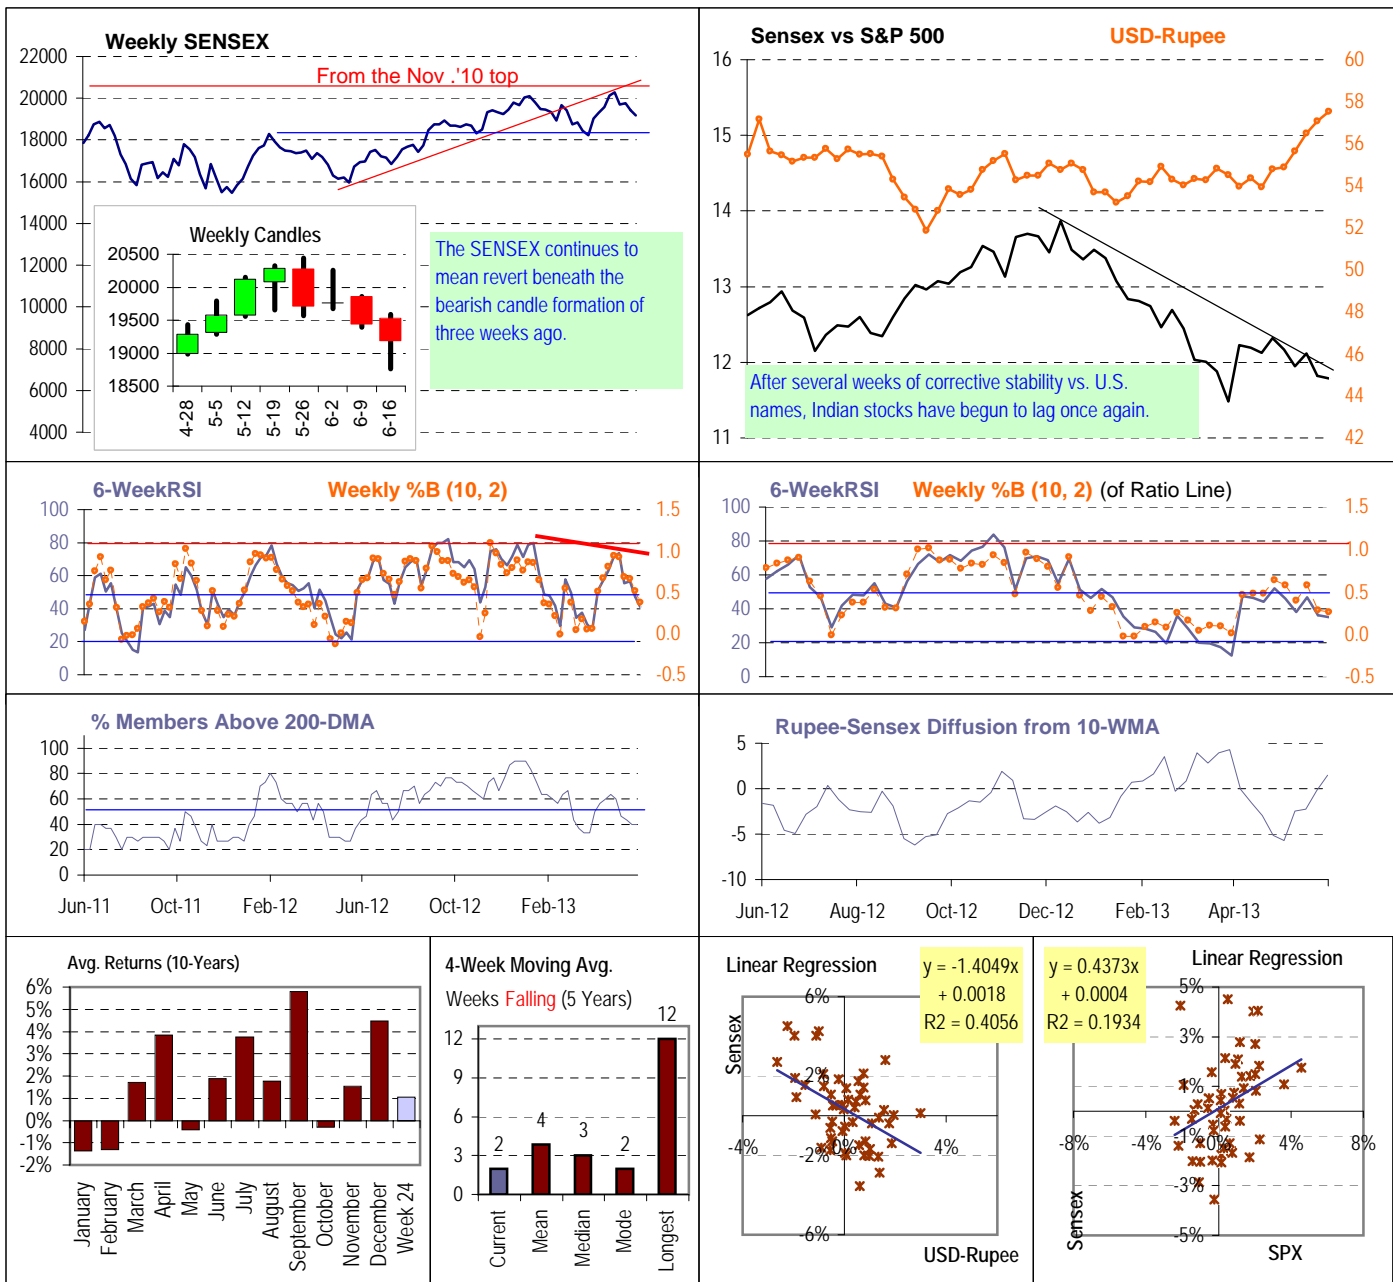 Weekly SENSEX
22000
20000
18000
16000
14000
12000
10000
8000
6000
4000
From the Nov .'10 top
Weekly Candles
20500
20000
19500
19000
18500
4-28
5-5
5-12
5-19
5-26
6-2
6-9
6-16
The SENSEX continues to
mean revert beneath the
bearish candle formation of
three weeks ago.
Sensex vs S&P 500
USD-Rupee
16
15
14
13
12
11
60
58
56
54
52
50
48
46
44
42
After several weeks of corrective stability vs. U.S.
names, Indian stocks have begun to lag once again.
6-WeekRSI
Weekly %B (10, 2)
100
80
60
40
20
0
1.5
1.0
0.5
0.0
-0.5
6-WeekRSI
Weekly %B (10, 2) (of Ratio Line)
100
80
60
40
20
0
1.5
1.0
0.5
0.0
-0.5
% Members Above 200-DMA
100
80
60
40
20
0
Jun-11
Oct-11
Feb-12
Jun-12
Oct-12
Feb-13
Rupee-Sensex Diffusion from 10-WMA
5
0
-5
-10
Jun-12
Aug-12
Oct-12
Dec-12
Feb-13
Apr-13
Avg. Returns (10-Years)
6%
5%
4%
3%
2%
1%
0%
-1%
-2%
January
February
March
April
May
June
July
August
September
October
November
December
Week 24
4-Week Moving Avg.
Weeks Falling (5 Years)
12
9
6
3
0
2
4
3
2
12
Current
Mean
Median
Mode
Longest
Linear Regression
y = -1.4049x
+ 0.0018
R2 = 0.4056
Sensex
6%
2%
-2%
-6%
-4%
0%
4%
USD-Rupee
y = 0.4373x
+ 0.0004
R2 = 0.1934
Linear Regression
5%
3%
1%
-1%
-3%
-5%
-8%
-4%
0%
4%
8%
Sensex
SPX